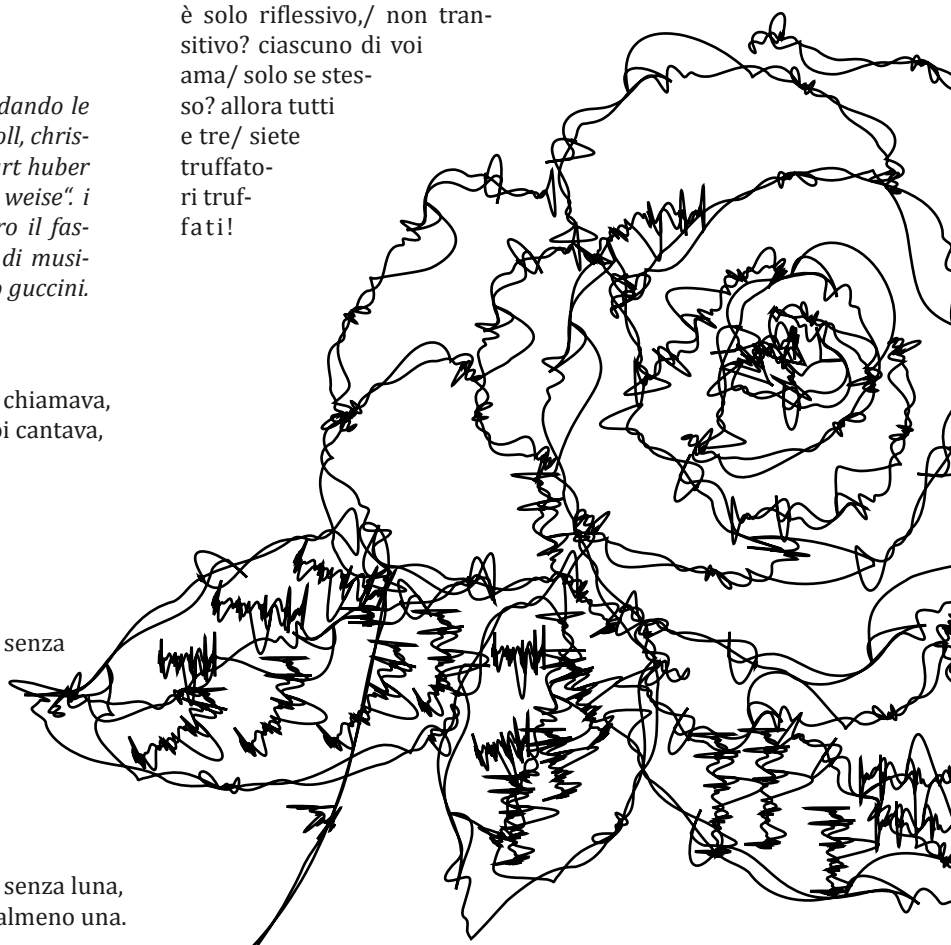 dando le
oll, chris-
art huber
weise“. i
ro il fas-
di musi-
o guccini.
chiamava,
oi cantava,
senza
senza luna,
almeno una.
è solo riflessivo,/ non tran-
sitivo? ciascuno di voi
ama/ solo se stes-
so? allora tutti
e tre/ siete
truffato-
ri truf-
fati!